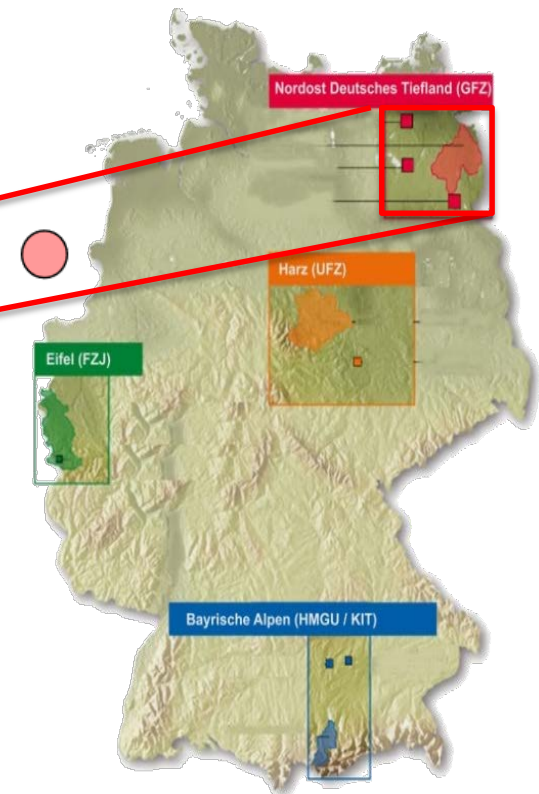 Nordost Deutsches Tiefland (GFZ)
Harz (UFZ)
Eifel (FZJ)
Bayrische Alpen (HMGU / KIT)